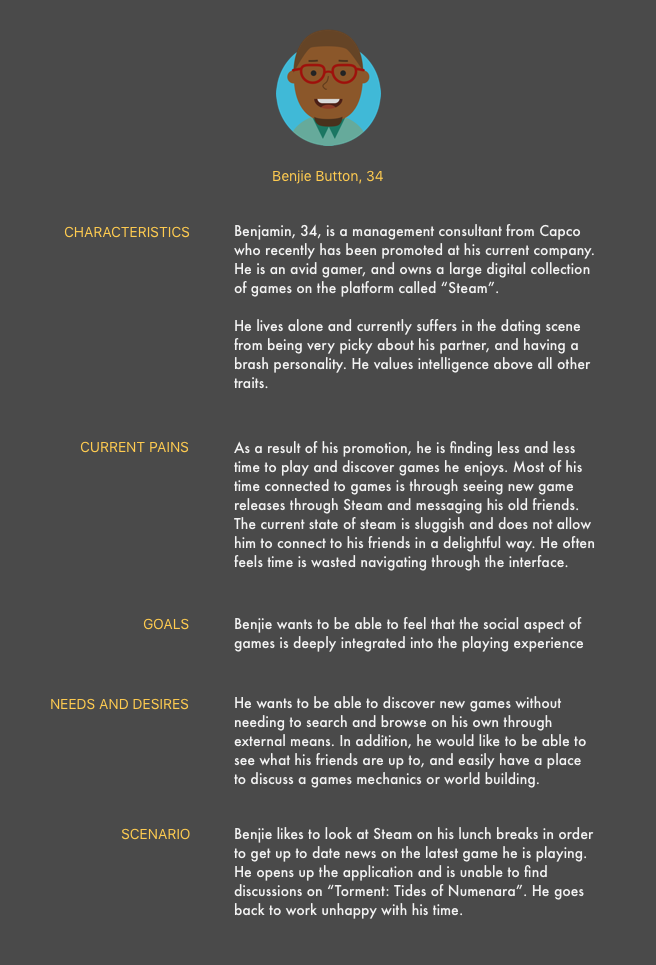 Benjie Button, 34
CHARACTERISTICS
Benjamin, 34, is a management consultant from Capco
who recently has been promoted at his current company.
He is an avid gamer, and owns a large digital collection
of games on the platform called “Steam”.
He lives alone and currently suffers in the dating scene
from being very picky about his partner, and having a
brash personality. He values intelligence above all other
traits.
CURRENT PAINS
As a result of his promotion, he is finding less and less
time to play and discover games he enjoys. Most of his
time connected to games is through seeing new game
releases through Steam and messaging his old friends.
The current state of steam is sluggish and does not allow
him to connect to his friends in a delightful way. He often
feels time is wasted navigating through the interface.
GOALS
Benjie wants to be able to feel that the social aspect of
games is deeply integrated into the playing experience
NEEDS AND DESIRES
He wants to be able to discover new games without
needing to search and browse on his own through
external means. In addition, he would like to be able to
see what his friends are up to, and easily have a place
to discuss a games mechanics or world building.
SCENARIO
Benjie likes to look at Steam on his lunch breaks in order
to get up to date news on the latest game he is playing.
He opens up the application and is unable to find
discussions on “Torment: Tides of Numenara”. He goes
back to work unhappy with his time.